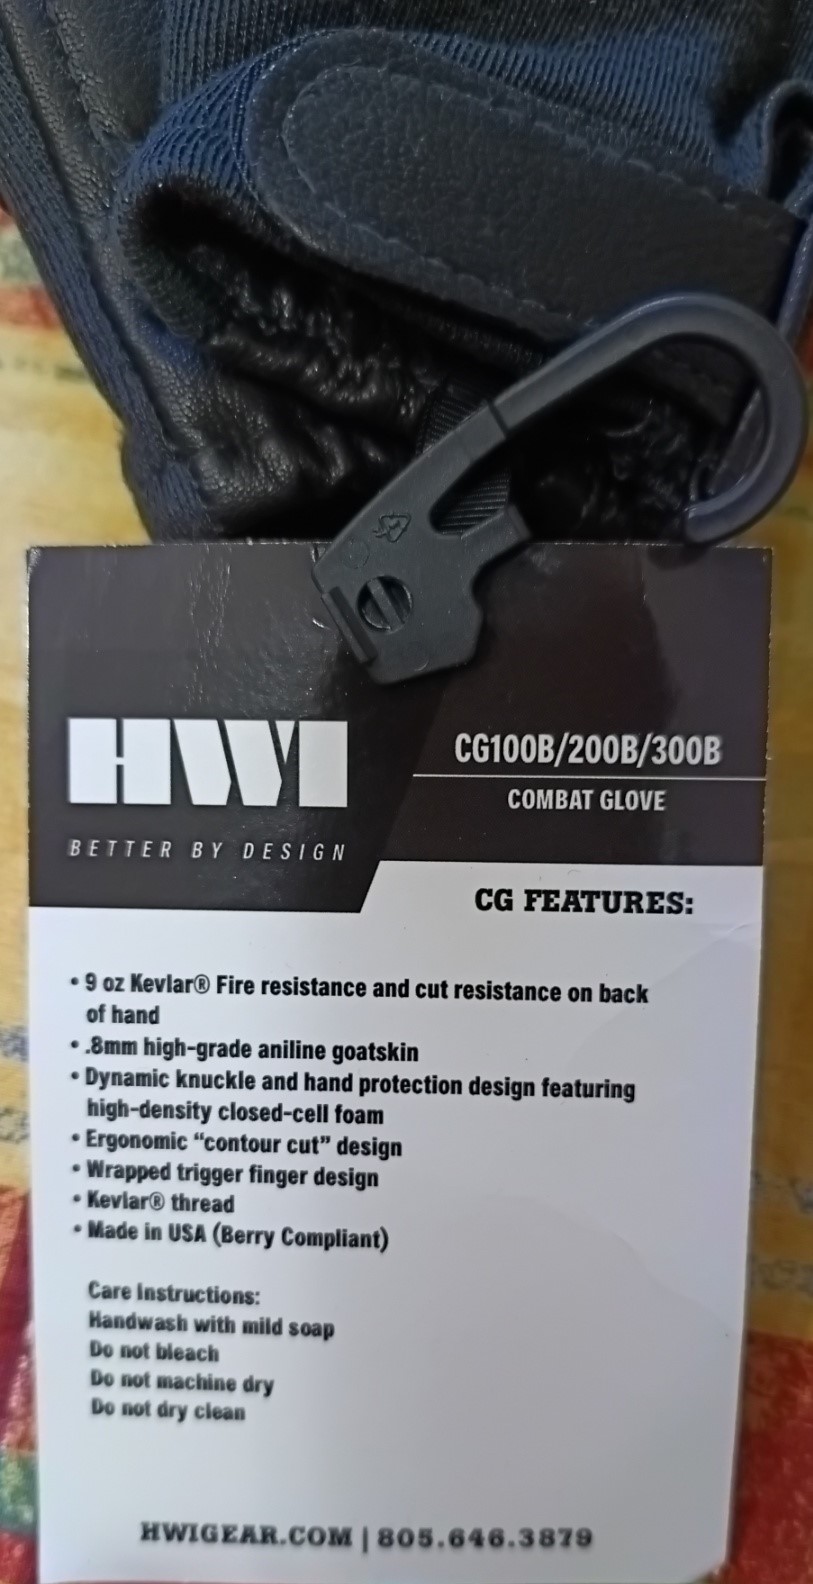 HWI
BETTER BY DESIGN
CG100B/200B/300B
COMBAT GLOVE
CG FEATURES:
• 9 oz Kevlar® Fire resistance and cut resistance on back
of hand
• .8mm high-grade aniline goatskin
• Dynamic knuckle and hand protection design featuring
high-density closed-cell foam
• Ergonomic “contour cut” design
• Wrapped trigger finger design
• Kevlar® thread
• Made in USA (Berry Compliant)
Care Instructions:
Handwash with mild soap
Do not bleach
Do not machine dry
Do not dry clean
HWIGEAR.COM | 805.646.3879